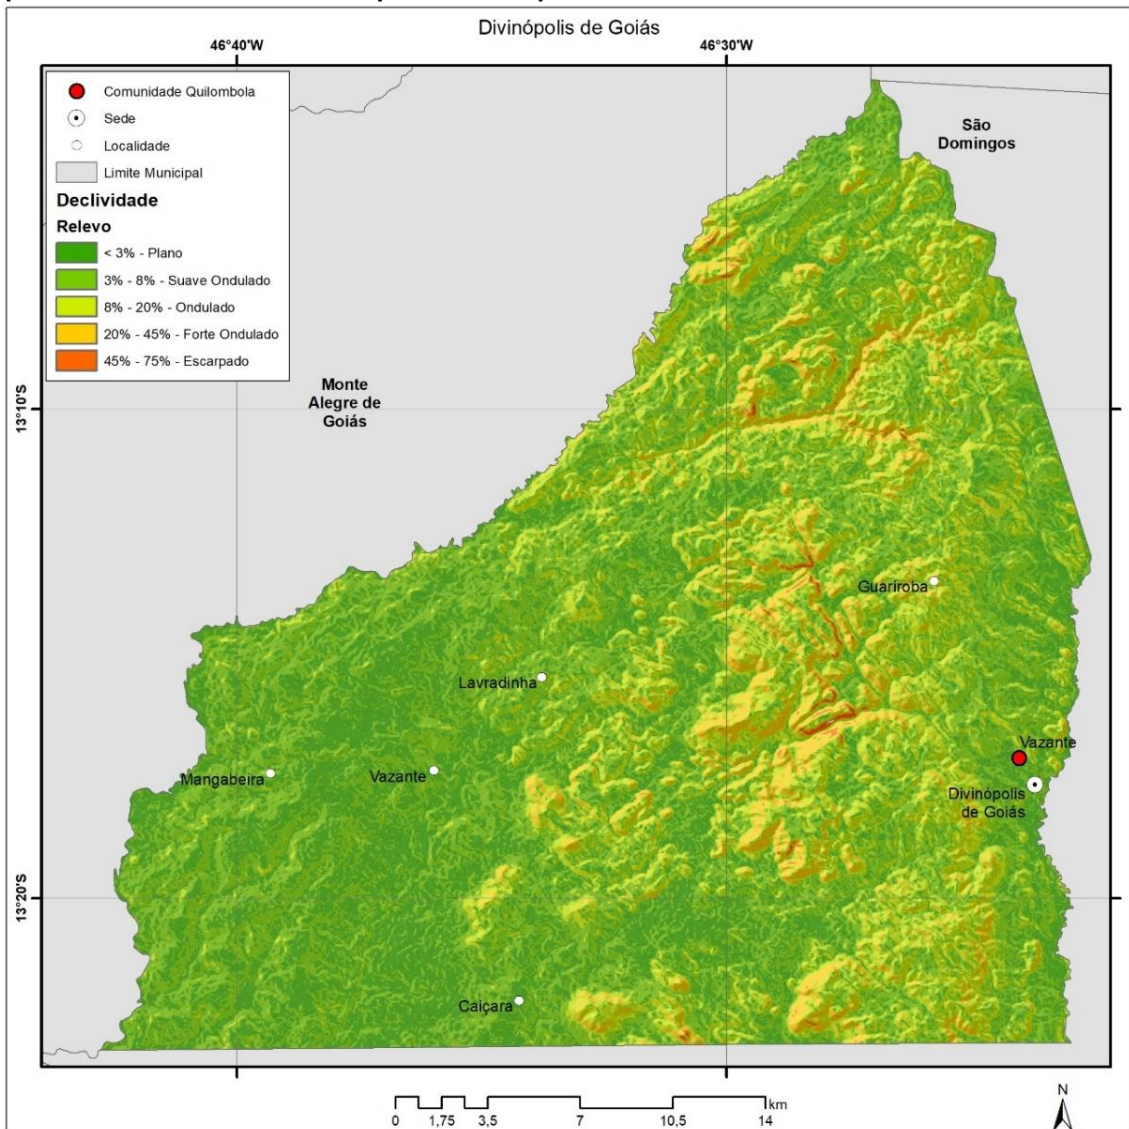 Divinópolis de Goiás
46°40'W
46°30'W
Comunidade Quilombola
Sede
Localidade
Limite Municipal
Declividade
Relevo
< 3% - Plano
3% - 8% - Suave Ondulado
8% - 20% - Ondulado
20% - 45% - Forte Ondulado
45% - 75% - Escarpado
São
Domingos
Monte
Alegre de
Goiás
13°10'S
Guariroba
Lavradinha
Vazante
Mangabeira
Vazante
Divinópolis
de Goiás
13°20'S
Caiçara
km
0
1,75
3,5
7
10,5
14
N